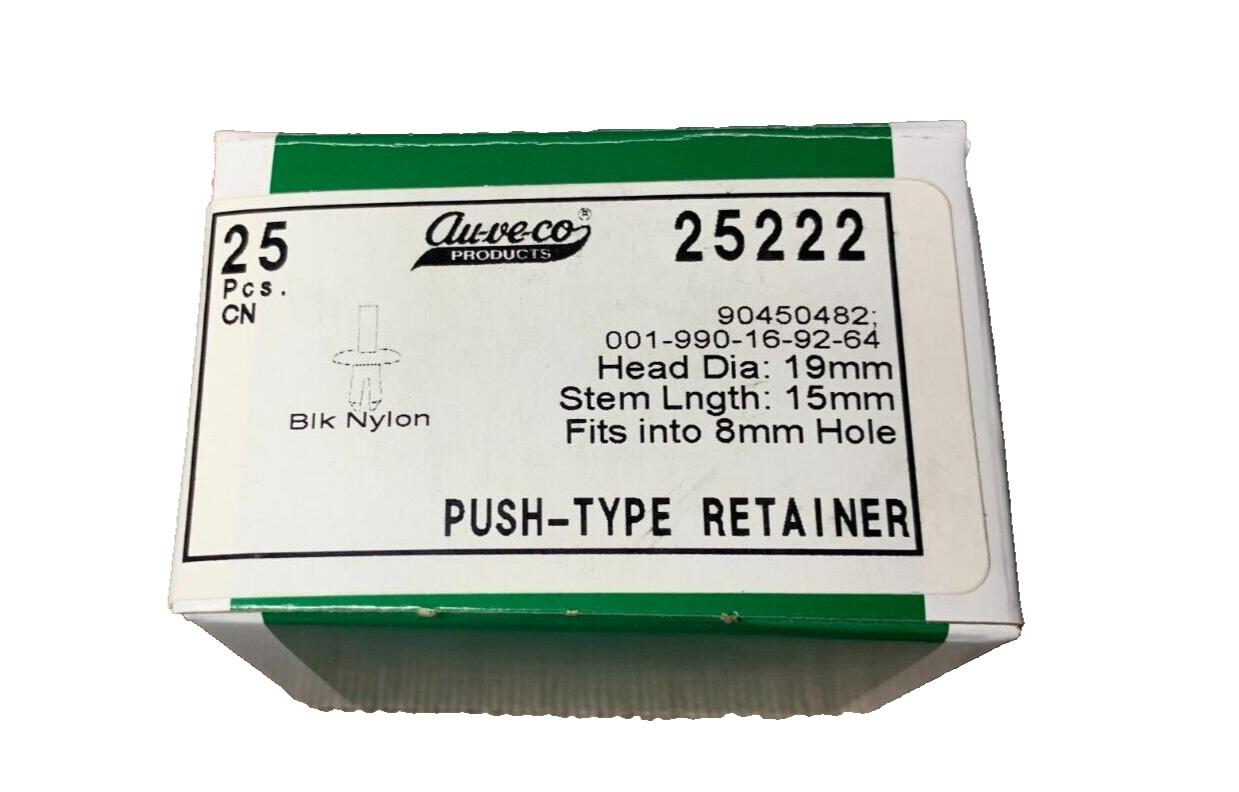 25
Pcs.
CN
au-ve-co®
PRODUCTS
25222
90450482;
001-990-16-92-64
Head Dia: 19mm
Stem Lngth: 15mm
Fits into 8mm Hole
Blk Nylon
PUSH-TYPE RETAINER